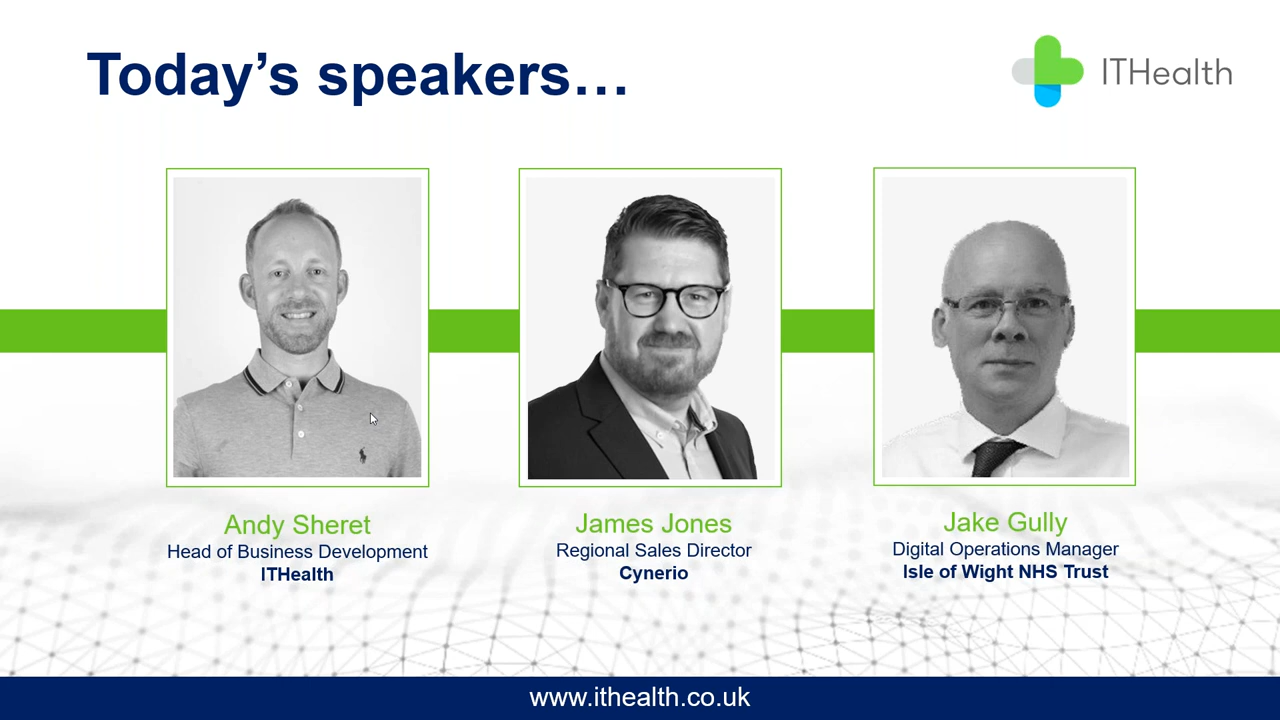 Today’s speakers…
ITHealth
Andy Sheret
Head of Business Development
ITHealth
James Jones
Regional Sales Director
Cynerio
Jake Gully
Digital Operations Manager
Isle of Wight NHS Trust
www.ithealth.co.uk